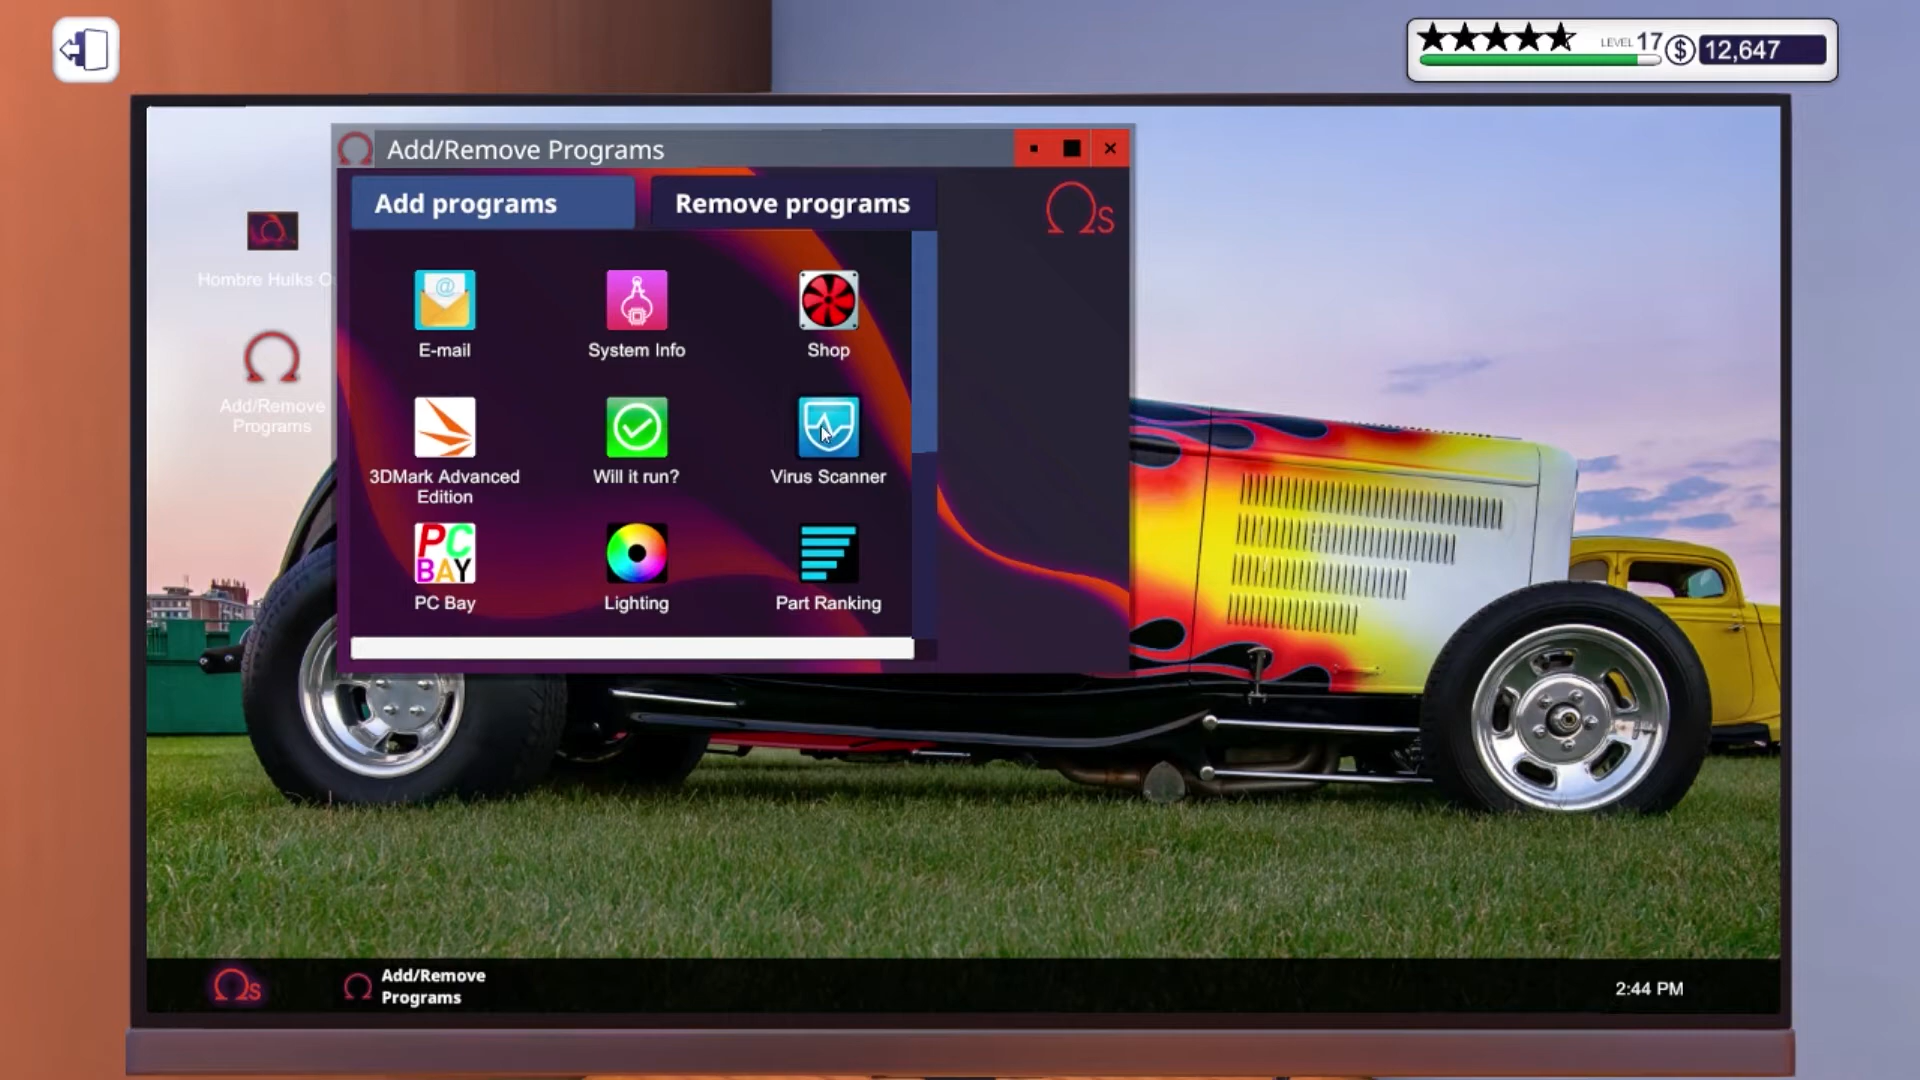 LEVEL 17 $ 12,647
Add/Remove Programs
Add programs
Remove programs
Ωs
Hombre Hulks O
Add/Remove
Programs
E-mail
System Info
Shop
3DMark Advanced
Edition
Will it run?
Virus Scanner
PC
BAY
PC Bay
Lighting
Part Ranking
Ωs
Add/Remove
Programs
2:44 PM